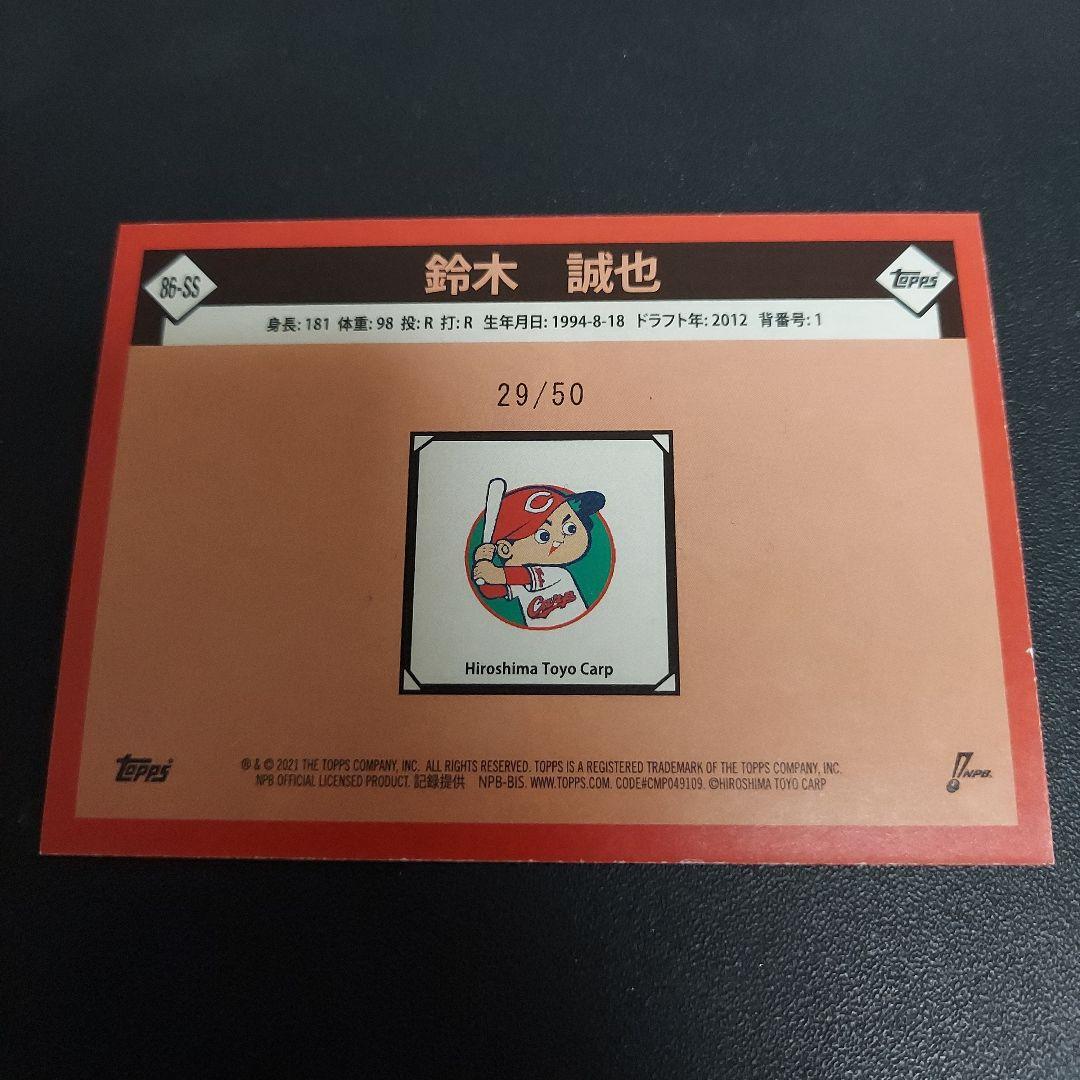 86-SS
鈴木 誠也
Topps
身長: 181 体重: 98 投: R 打: R 生年月日: 1994-8-18 ドラフト年: 2012 背番号: 1
29/50
C
Carp
Hiroshima Toyo Carp
Topps
® & © 2021 THE TOPPS COMPANY, INC. ALL RIGHTS RESERVED. TOPPS IS A REGISTERED TRADEMARK OF THE TOPPS COMPANY, INC.
NPB OFFICIAL LICENSED PRODUCT. 記録提供 NPB-BIS. WWW.TOPPS.COM. CODE#CMP049109. ©HIROSHIMA TOYO CARP
NPB